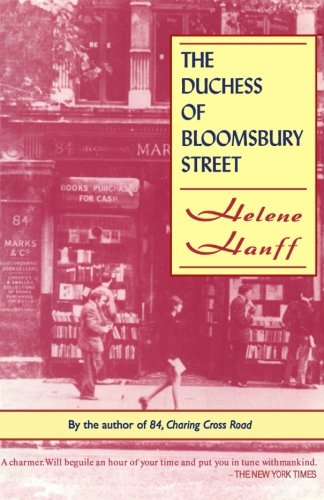 THE
DUCHESS
OF
BLOOMSBURY
STREET
Helene
Hanff
84 SECONDHAND
MARK
BOOKS PURCHASED
FOR CASH
84
MARKS
& CO
By the author of 84, Charing Cross Road
A charmer. Will beguile an hour of your time and put you in tune with mankind.
– THE NEW YORK TIMES